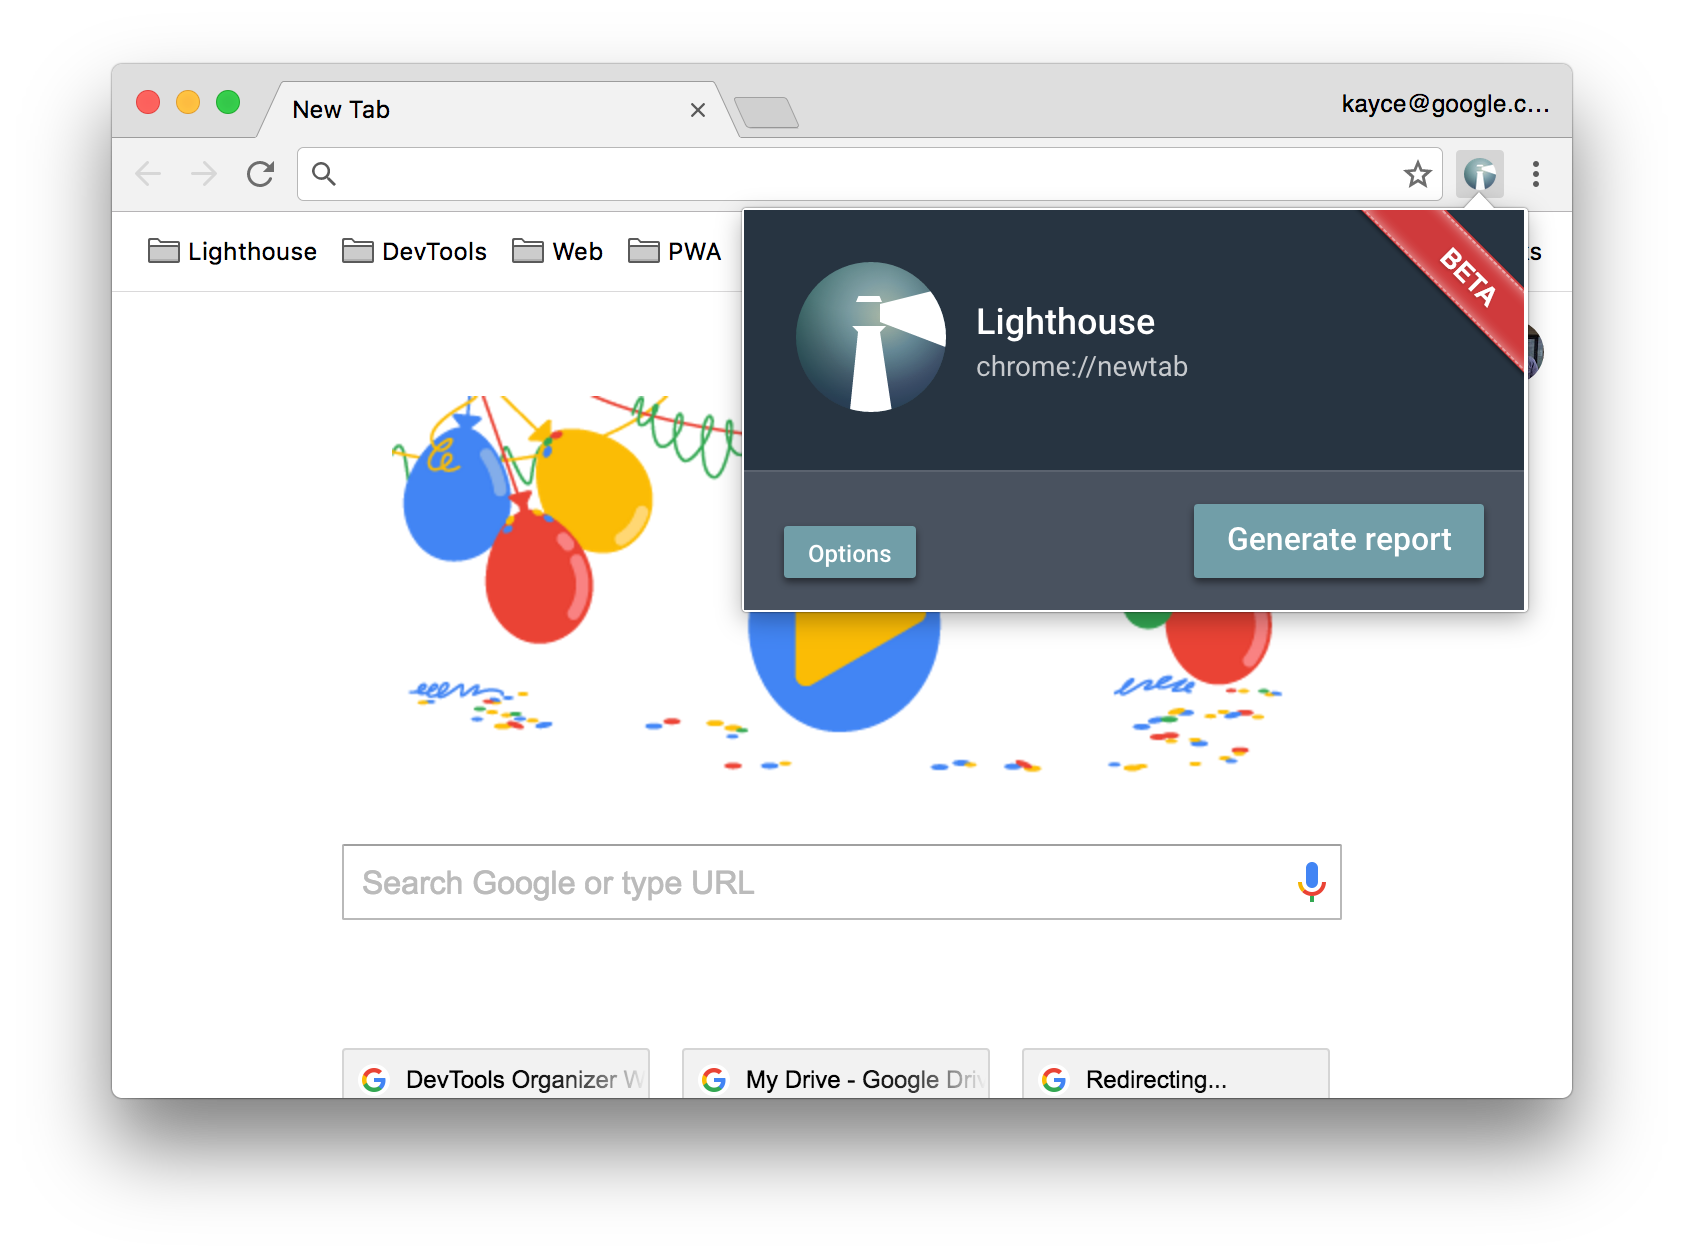 New Tab
kayce@google.c...
Lighthouse
DevTools
Web
PWA
BETA
Lighthouse
chrome://newtab
Options
Generate report
Search Google or type URL
DevTools Organizer
My Drive - Google
Redirecting...